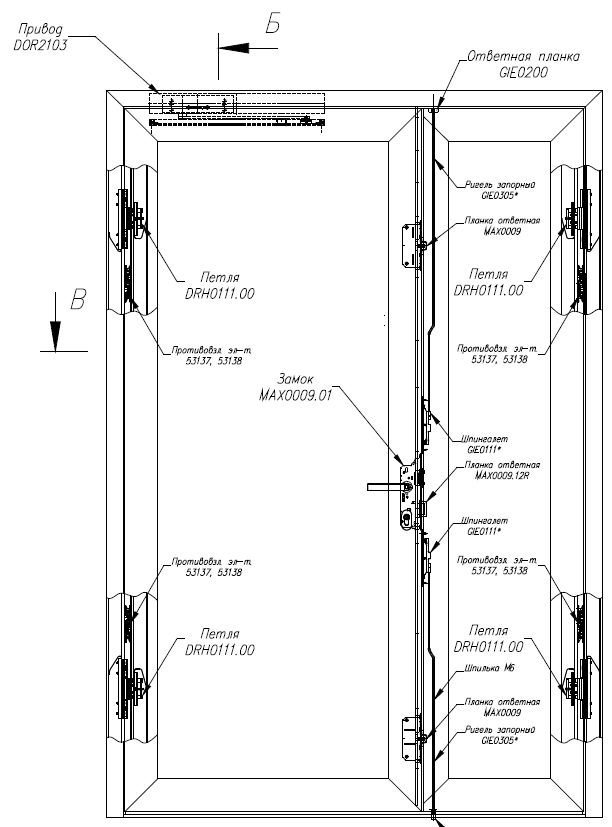 Привод
DOR2103
Б
Ответная планка
GIE0200
Ригель запорный
GIE0305*
Планка ответная
MAX0009
Петля
DRH0111.00
Петля
DRH0111.00
В
Противовзл. эл-т.
53137, 53138
Противовзл. эл-т.
53137, 53138
Замок
MAX0009.01
Шпингалет
GIE0111*
Планка ответная
MAX0009.12R
Шпингалет
GIE0111*
Противовзл. эл-т.
53137, 53138
Противовзл. эл-т.
53137, 53138
Петля
DRH0111.00
Петля
DRH0111.00
Шпилька М6
Планка ответная
MAX0009
Ригель запорный
GIE0305*